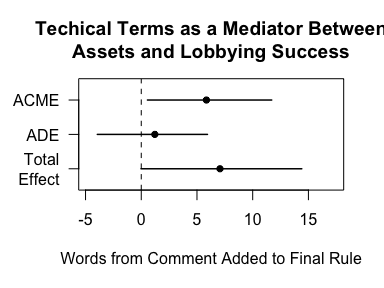 Techical Terms as a Mediator Between
Assets and Lobbying Success
ACME
ADE
Total
Effect
-5 0 5 10 15
Words from Comment Added to Final Rule